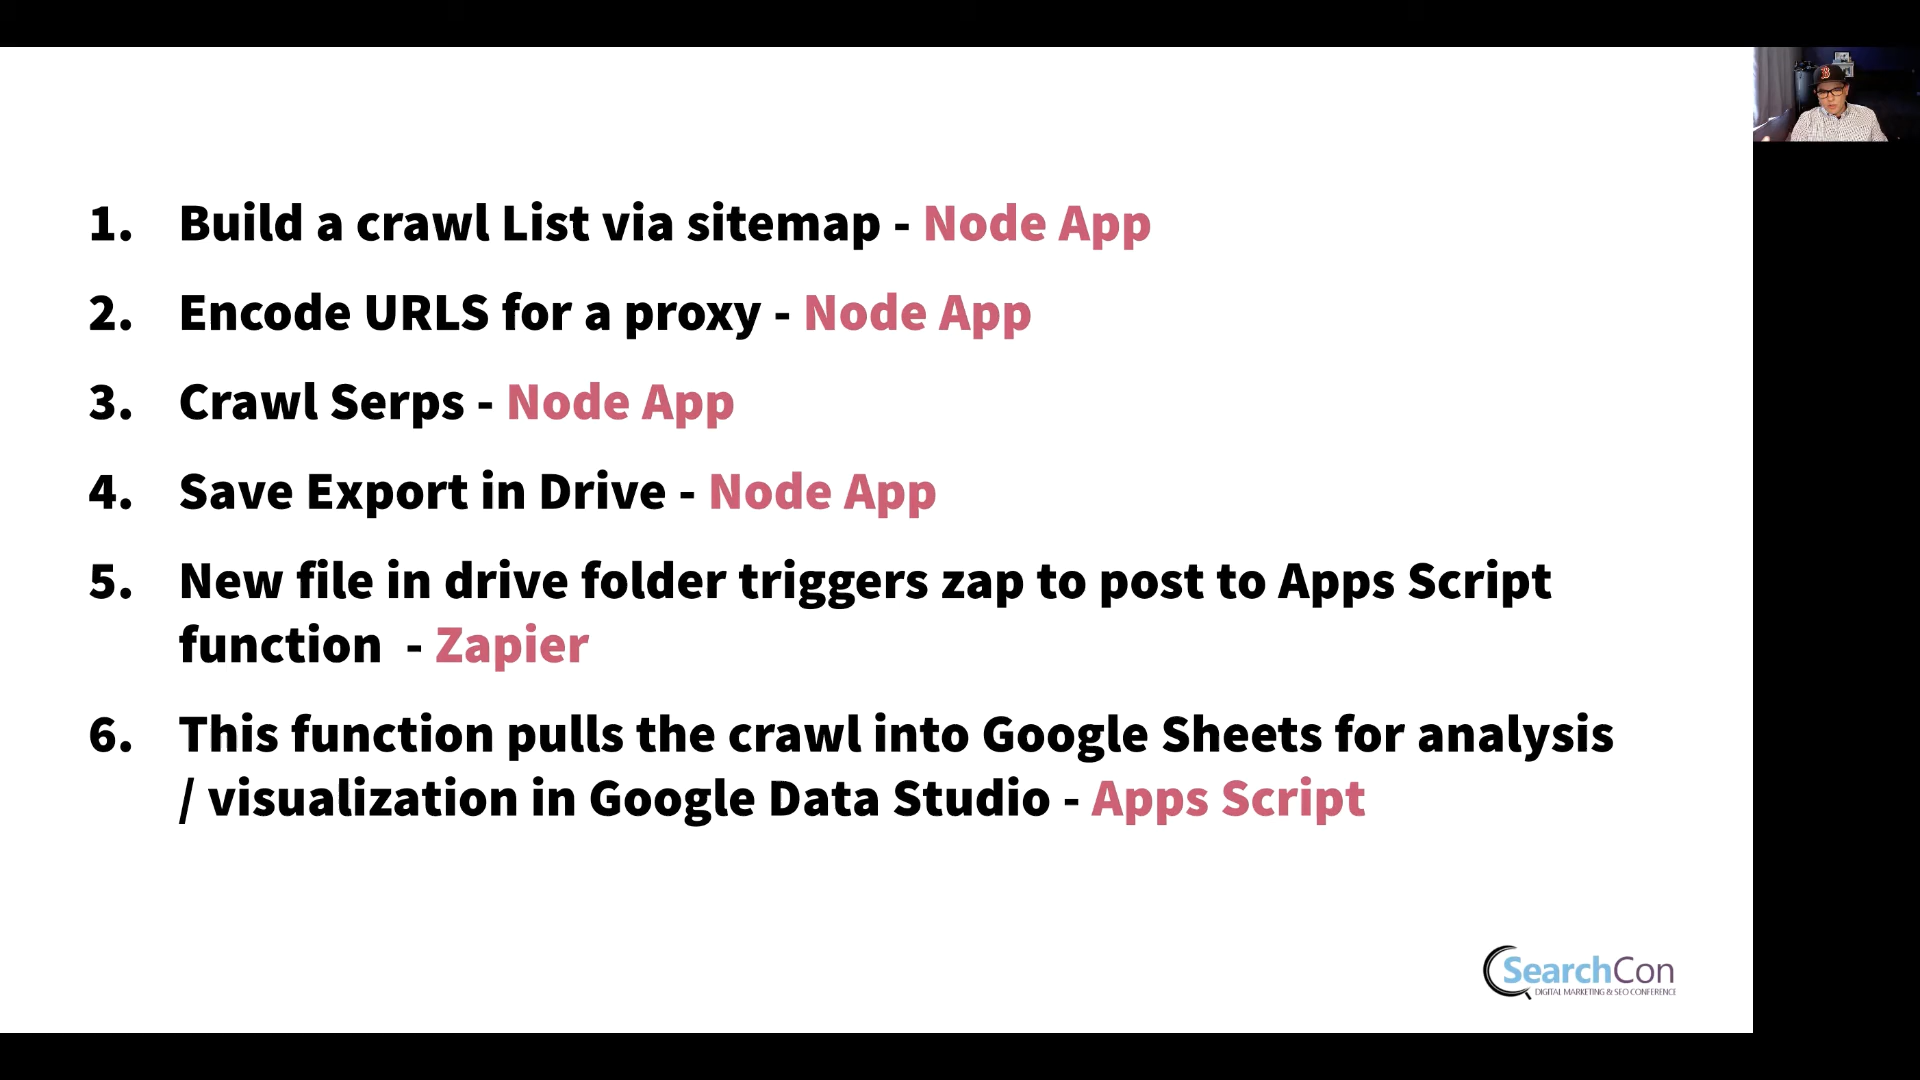 1. Build a crawl List via sitemap - Node App
2. Encode URLS for a proxy - Node App
3. Crawl Serps - Node App
4. Save Export in Drive - Node App
5. New file in drive folder triggers zap to post to Apps Script
function - Zapier
6. This function pulls the crawl into Google Sheets for analysis
/ visualization in Google Data Studio - Apps Script
SearchCon
DIGITAL MARKETING & SEO CONFERENCE
B